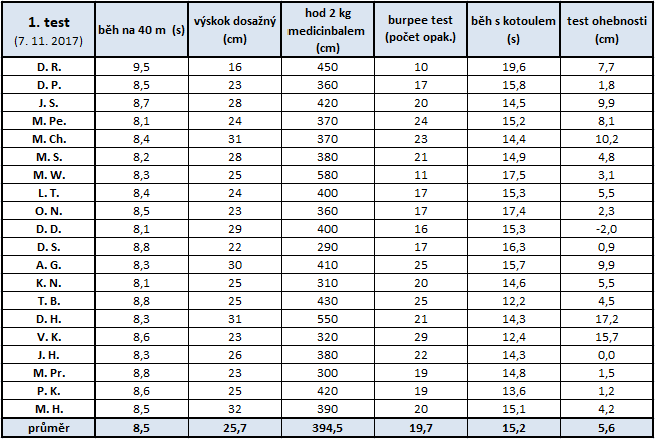 1. test běh na 40 m (s) výskok dosažný (cm) hod 2 kg medicinbalem (cm) burpee test (počet opak.) běh s kotoulem (s) test ohebnosti (cm)
(7. 11. 2017)
D. R. 9,5 16 450 10 19,6 7,7
D. P. 8,5 23 360 17 15,8 1,8
J. S. 8,7 28 420 20 14,5 9,9
M. Pe. 8,1 24 370 24 15,2 8,1
M. Ch. 8,4 31 370 23 14,4 10,2
M. S. 8,2 28 380 21 14,9 4,8
M. W. 8,3 25 580 11 17,5 3,1
L. T. 8,4 24 400 17 15,3 5,5
O. N. 8,5 23 360 17 17,4 2,3
D. D. 8,1 29 400 16 15,3 -2,0
D. S. 8,8 22 290 17 16,3 0,9
A. G. 8,3 30 410 25 15,7 9,9
K. N. 8,1 25 310 20 14,6 5,5
T. B. 8,8 25 430 25 12,2 4,5
D. H. 8,3 31 550 21 14,3 17,2
V. K. 8,6 23 320 29 12,4 15,7
J. H. 8,3 26 380 22 14,3 0,0
M. Pr. 8,8 23 300 19 14,8 1,5
P. K. 8,6 25 420 19 13,6 1,2
M. H. 8,5 32 390 20 15,1 4,2
průměr 8,5 25,7 394,5 19,7 15,2 5,6